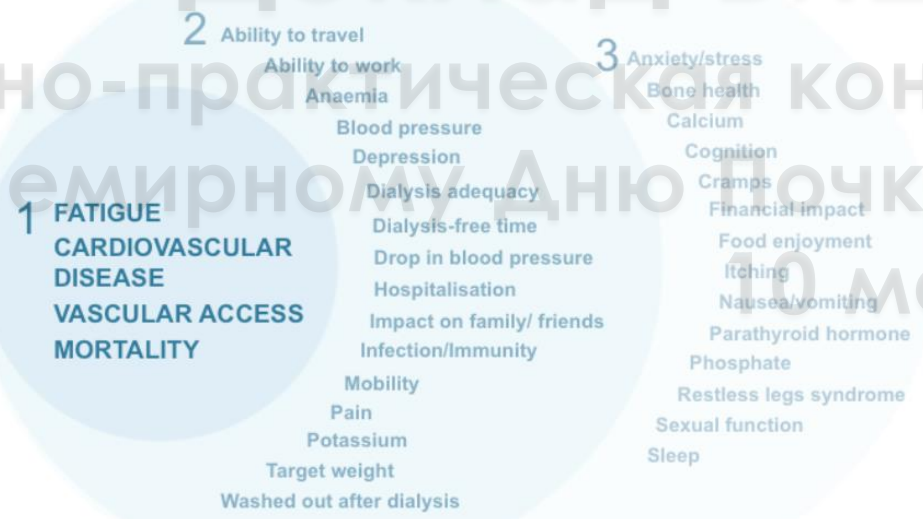 1 FATIGUE
CARDIOVASCULAR
DISEASE
VASCULAR ACCESS
MORTALITY
2 Ability to travel
Ability to work
Anaemia
Blood pressure
Depression
Dialysis adequacy
Dialysis-free time
Drop in blood pressure
Hospitalisation
Impact on family/ friends
Infection/Immunity
Mobility
Pain
Potassium
Target weight
Washed out after dialysis
3 Anxiety/stress
Bone health
Calcium
Cognition
Cramps
Financial impact
Food enjoyment
Itching
Nausea/vomiting
Parathyroid hormone
Phosphate
Restless legs syndrome
Sexual function
Sleep
но-практическая кон
емирному Дню Почк
10 м